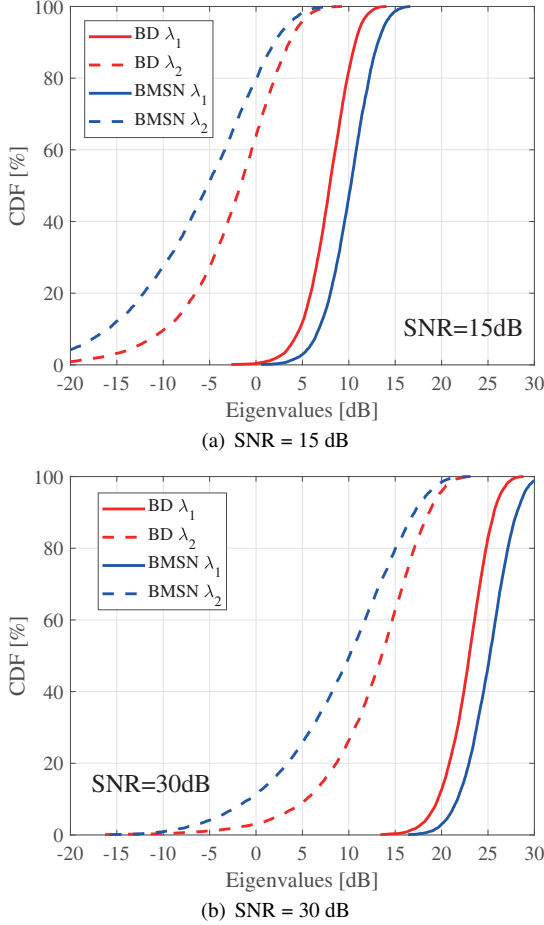 100
80
60
40
20
0
CDF [%]
BD λ1
BD λ2
BMSN λ1
BMSN λ2
SNR=15dB
-20 -15 -10 -5 0 5 10 15 20 25 30
Eigenvalues [dB]
(a) SNR = 15 dB
100
80
60
40
20
0
CDF [%]
BD λ1
BD λ2
BMSN λ1
BMSN λ2
SNR=30dB
-20 -15 -10 -5 0 5 10 15 20 25 30
Eigenvalues [dB]
(b) SNR = 30 dB